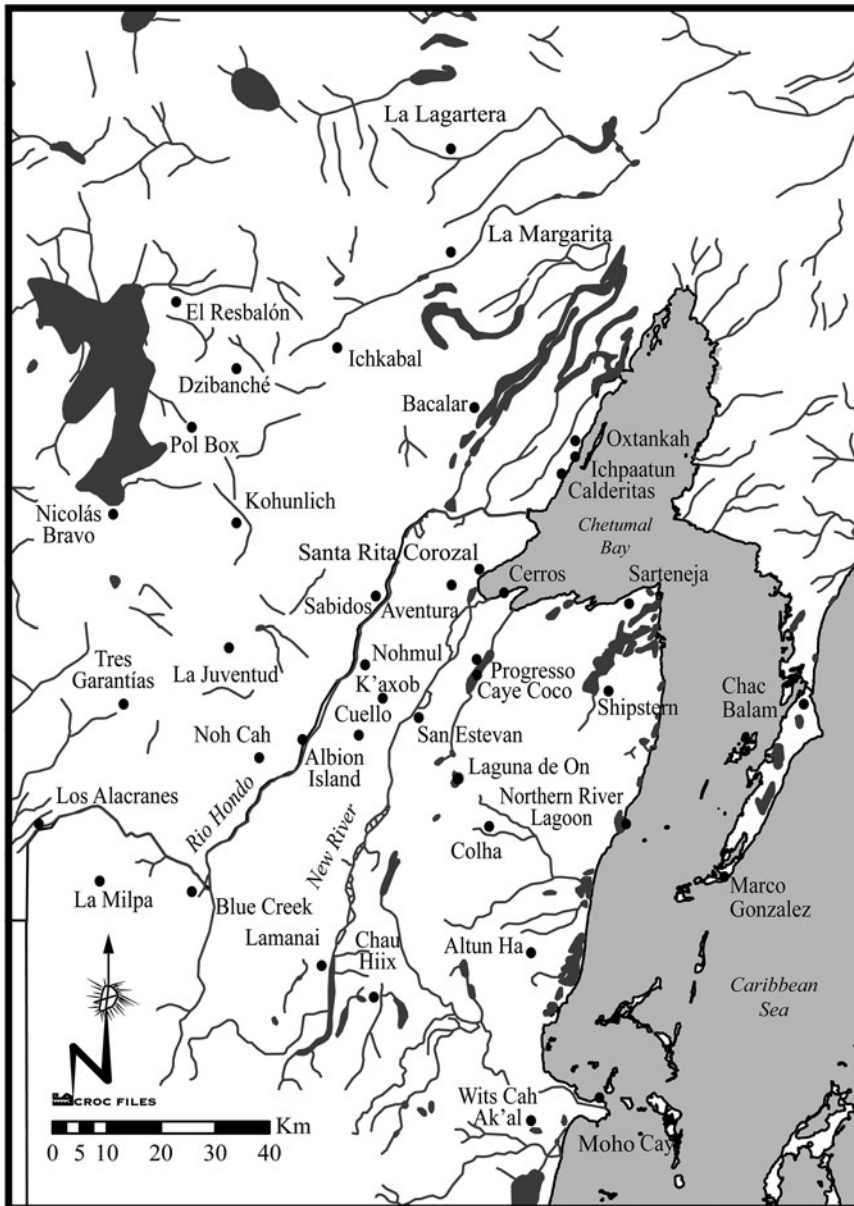 La Lagartera
La Margarita
El Resbalón
Ichkabal
Dzibanché
Bacalar
Pol Box
Oxtankah
Ichpaatun
Calderitas
Kohunlich
Nicolás
Bravo
Chetumal
Bay
Santa Rita Corozal
Cerros
Sarteneja
Sabidos
Aventura
Nohmul
La Juventud
Tres
Garantías
K'axob
Progresso
Caye Coco
Shipstern
Chac
Balam
Cuello
San Estevan
Noh Cah
Albion
Island
Laguna de On
Los Alacranes
Rio Hondo
New River
Northern River
Lagoon
Colha
La Milpa
Blue Creek
Marco
Gonzalez
Lamanai
Chau
Hiix
Altun Ha
Caribbean
Sea
N
CROC FILES
Wits Cah
Ak'al
Km
0 5 10 20 30 40
Moho Cay